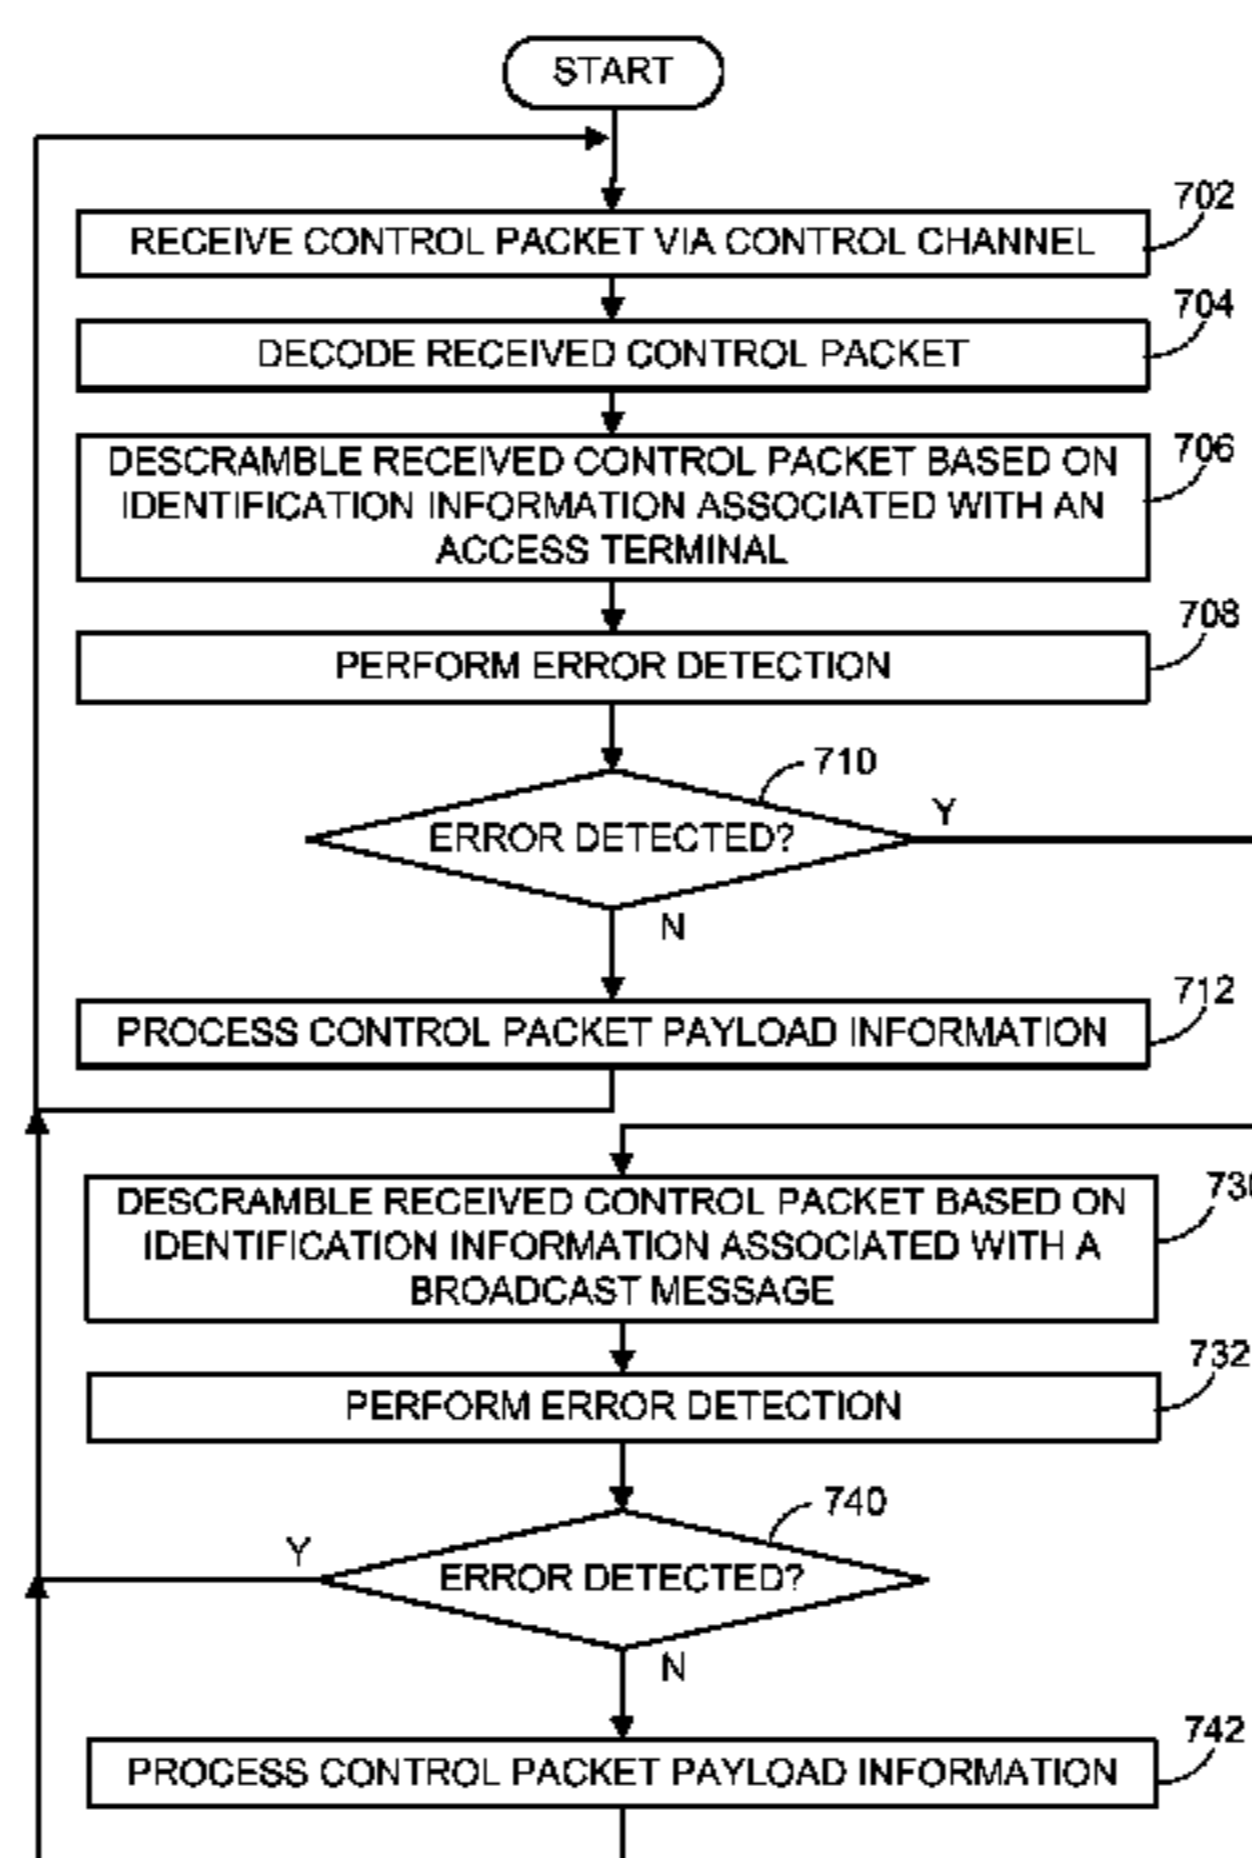 START
702
RECEIVE CONTROL PACKET VIA CONTROL CHANNEL
704
DECODE RECEIVED CONTROL PACKET
706
DESCRAMBLE RECEIVED CONTROL PACKET BASED ON
IDENTIFICATION INFORMATION ASSOCIATED WITH AN
ACCESS TERMINAL
708
PERFORM ERROR DETECTION
710
ERROR DETECTED?
Y
N
712
PROCESS CONTROL PACKET PAYLOAD INFORMATION
730
DESCRAMBLE RECEIVED CONTROL PACKET BASED ON
IDENTIFICATION INFORMATION ASSOCIATED WITH A
BROADCAST MESSAGE
732
PERFORM ERROR DETECTION
740
Y
ERROR DETECTED?
N
742
PROCESS CONTROL PACKET PAYLOAD INFORMATION